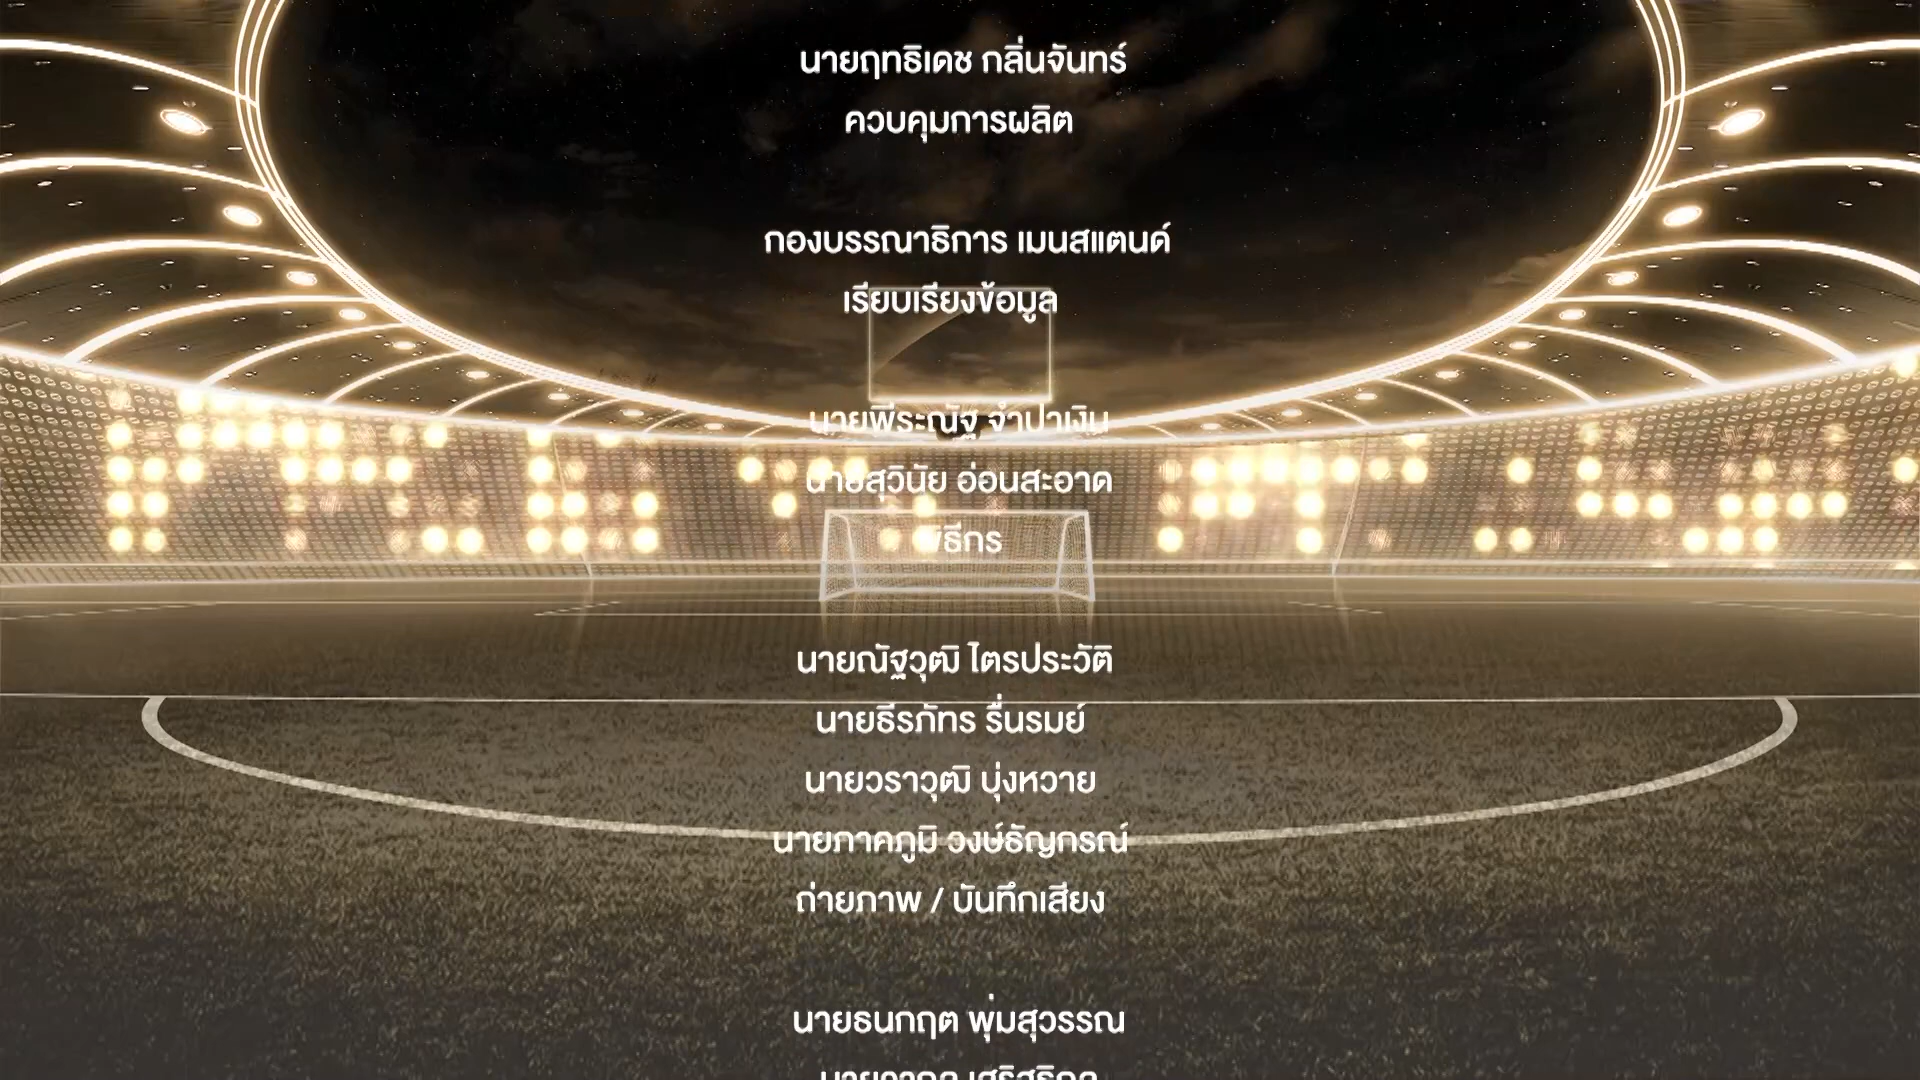 นายฤทธิเดช กลิ่นจันทร์
ควบคุมการผลิต
กองบรรณาธิการ เมนสแตนด์
เรียบเรียงข้อมูล
นายพีระณัฐ จำปาเงิน
นายสุวินัย อ่อนสะอาด
พิธีกร
นายณัฐวุฒิ ไตรประวัติ
นายธีรภัทร รื่นรมย์
นายวราวุฒิ บุ่งหวาย
นายภาคภูมิ วงษ์ธัญกรณ์
ถ่ายภาพ / บันทึกเสียง
นายธนกฤต พุ่มสุวรรณ